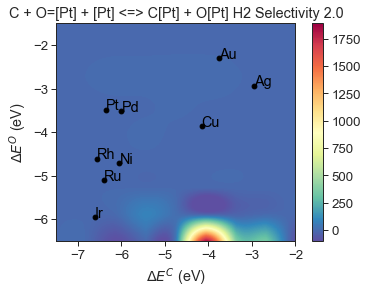 C + O=[Pt] + [Pt] <=> C[Pt] + O[Pt] H2 Selectivity 2.0
−2
−3
−4
−5
−6
ΔE^O (eV)
Au
Ag
Pt
Pd
Cu
Rh
Ni
Ru
Ir
−7
−6
−5
−4
−3
−2
ΔE^C (eV)
1750
1500
1250
1000
750
500
250
0